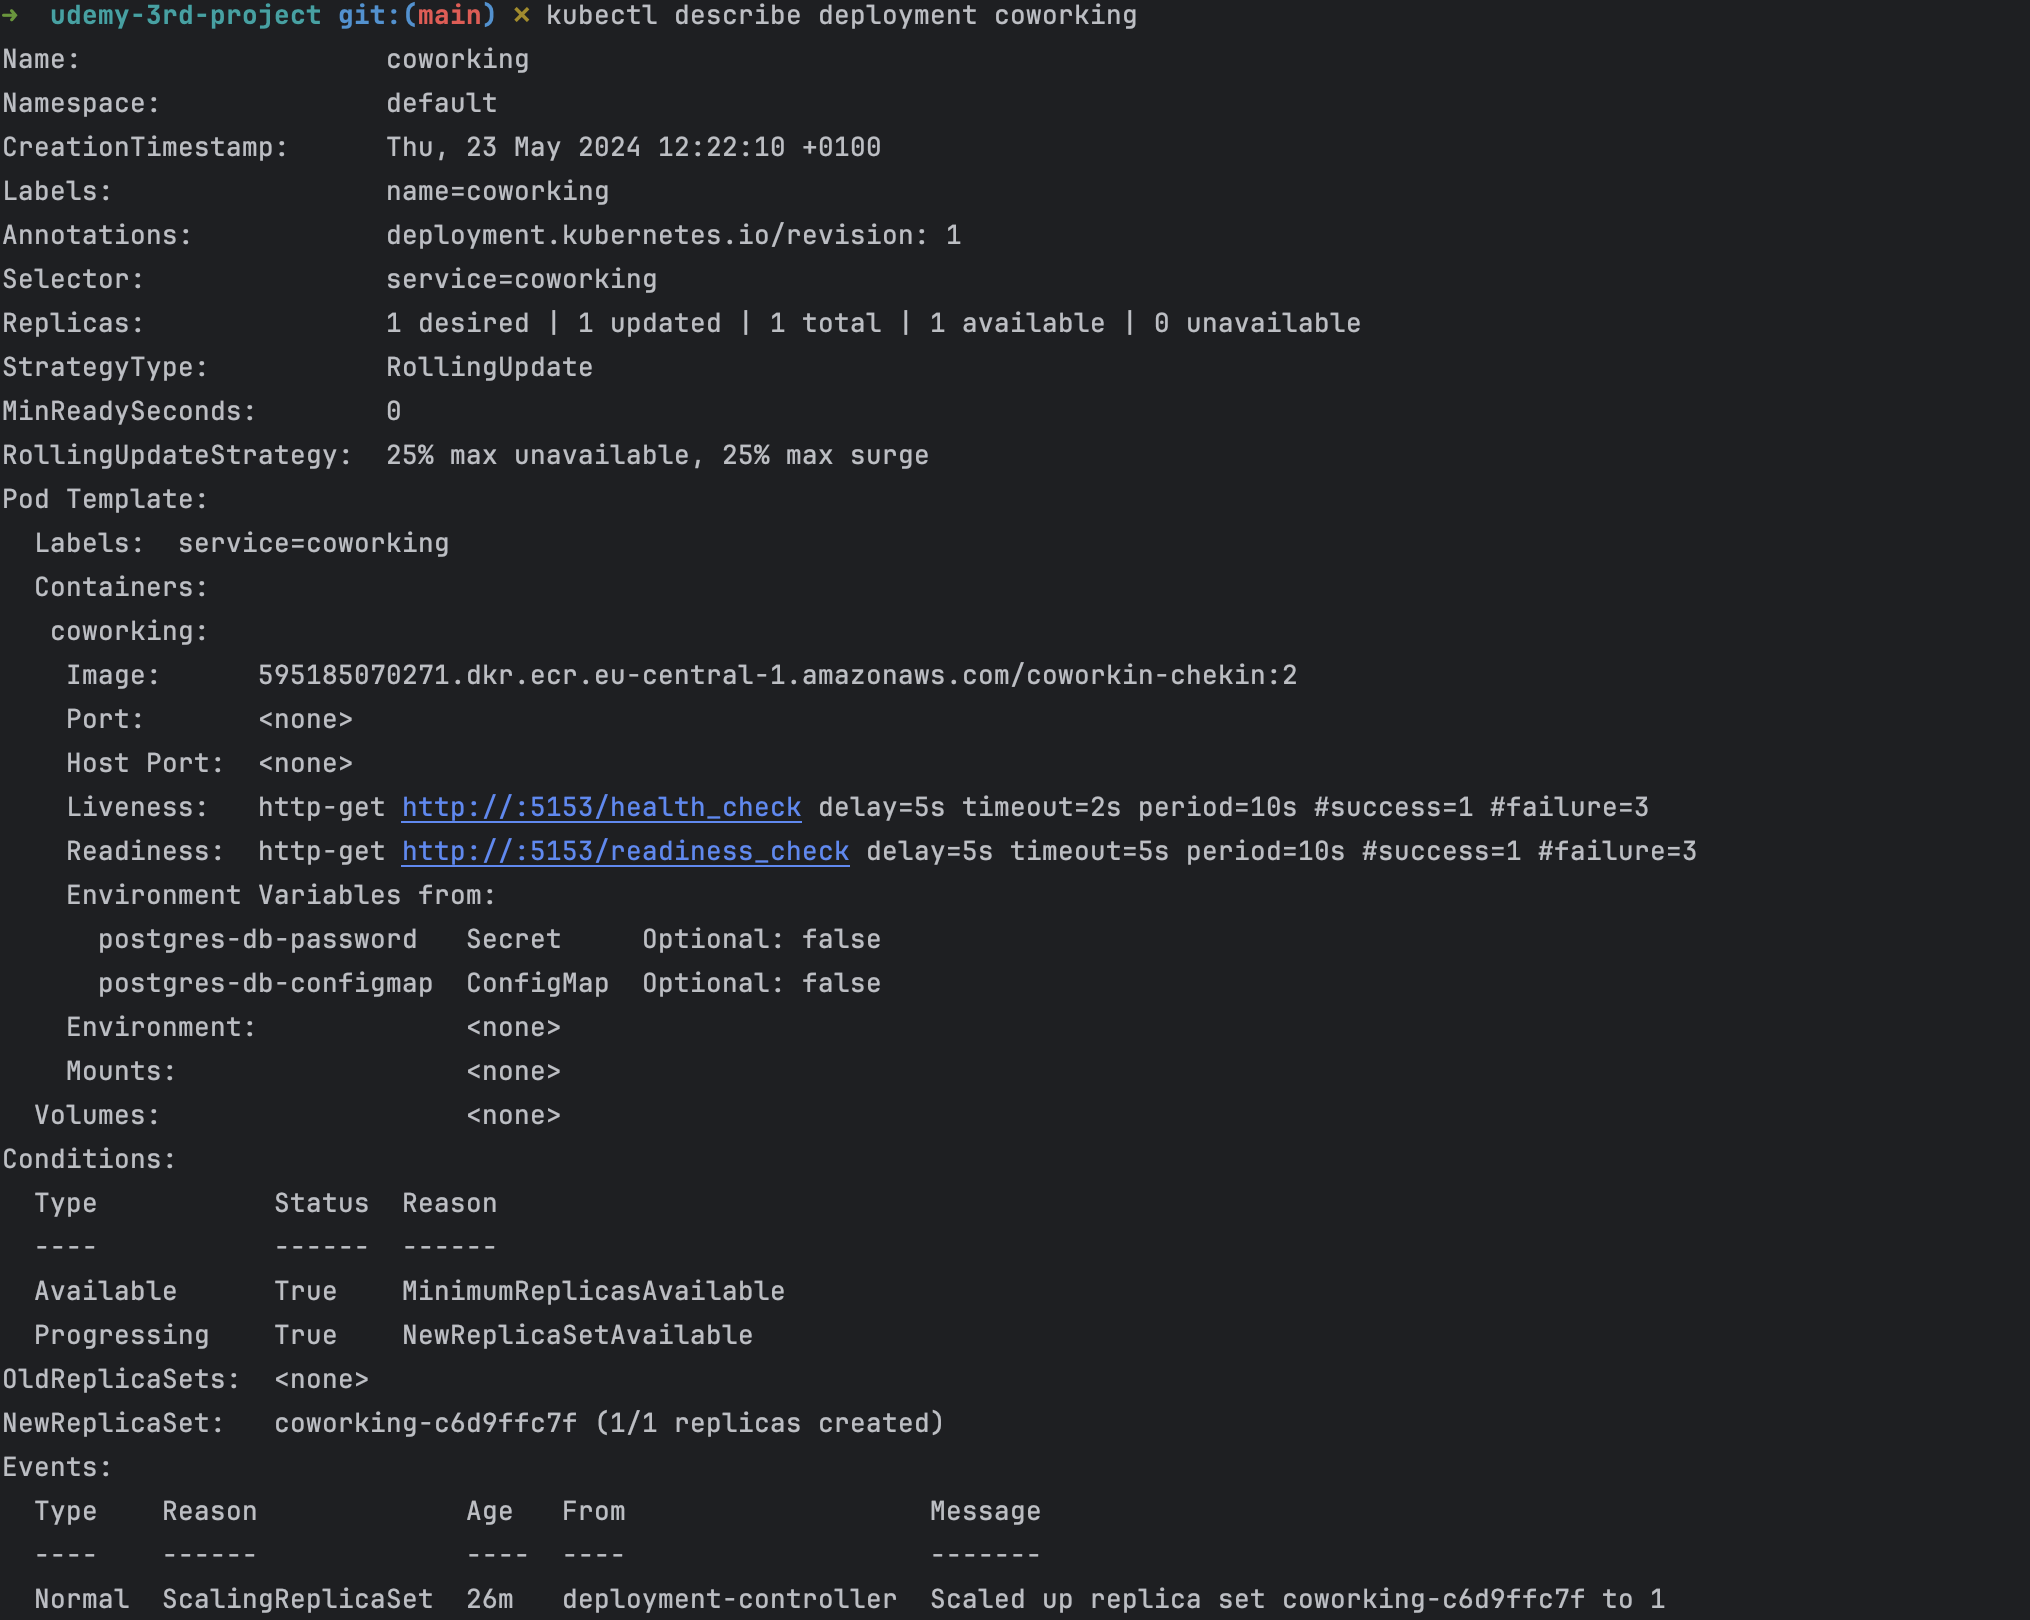 →  udemy-3rd-project git:(main) ✗ kubectl describe deployment coworking
Name:                   coworking
Namespace:              default
CreationTimestamp:      Thu, 23 May 2024 12:22:10 +0100
Labels:                 name=coworking
Annotations:            deployment.kubernetes.io/revision: 1
Selector:               service=coworking
Replicas:               1 desired | 1 updated | 1 total | 1 available | 0 unavailable
StrategyType:           RollingUpdate
MinReadySeconds:        0
RollingUpdateStrategy:  25% max unavailable, 25% max surge
Pod Template:
  Labels:  service=coworking
  Containers:
   coworking:
    Image:      595185070271.dkr.ecr.eu-central-1.amazonaws.com/coworkin-chekin:2
    Port:       <none>
    Host Port:  <none>
    Liveness:   http-get http://:5153/health_check delay=5s timeout=2s period=10s #success=1 #failure=3
    Readiness:  http-get http://:5153/readiness_check delay=5s timeout=5s period=10s #success=1 #failure=3
    Environment Variables from:
      postgres-db-password   Secret     Optional: false
      postgres-db-configmap  ConfigMap  Optional: false
    Environment:             <none>
    Mounts:                  <none>
  Volumes:                   <none>
Conditions:
  Type           Status  Reason
  ----           ------  ------
  Available      True    MinimumReplicasAvailable
  Progressing    True    NewReplicaSetAvailable
OldReplicaSets:  <none>
NewReplicaSet:   coworking-c6d9ffc7f (1/1 replicas created)
Events:
  Type    Reason             Age   From                   Message
  ----    ------             ----  ----                   -------
  Normal  ScalingReplicaSet  26m   deployment-controller  Scaled up replica set coworking-c6d9ffc7f to 1